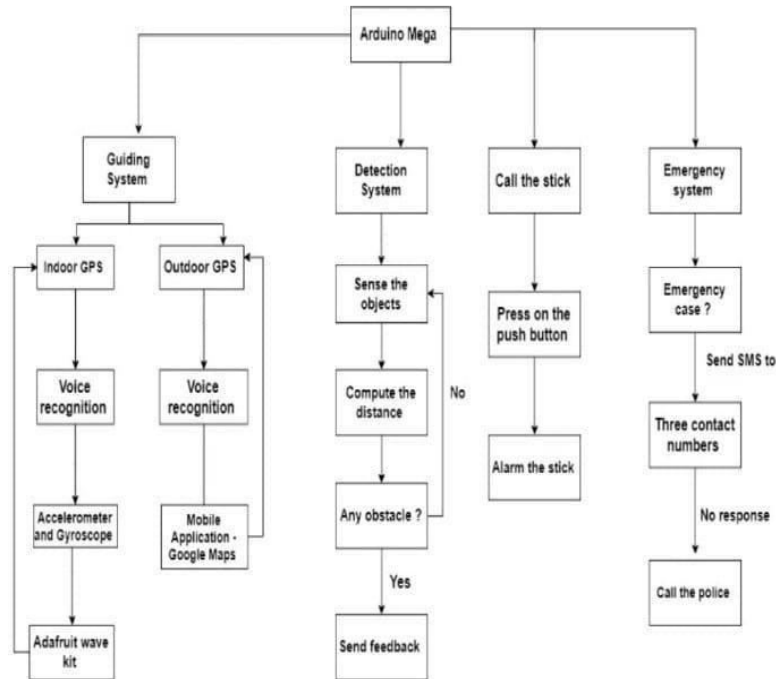 Arduino Mega
Guiding
System
Detection
System
Call the stick
Emergency
system
Indoor GPS
Outdoor GPS
Sense the
objects
Press on the
push button
Emergency
case ?
Send SMS to
Voice
recognition
Voice
recognition
Compute the
distance
No
Three contact
numbers
Alarm the stick
Accelerometer
and Gyroscope
Mobile
Application -
Google Maps
Any obstacle ?
No response
Yes
Call the police
Adafruit wave
kit
Send feedback